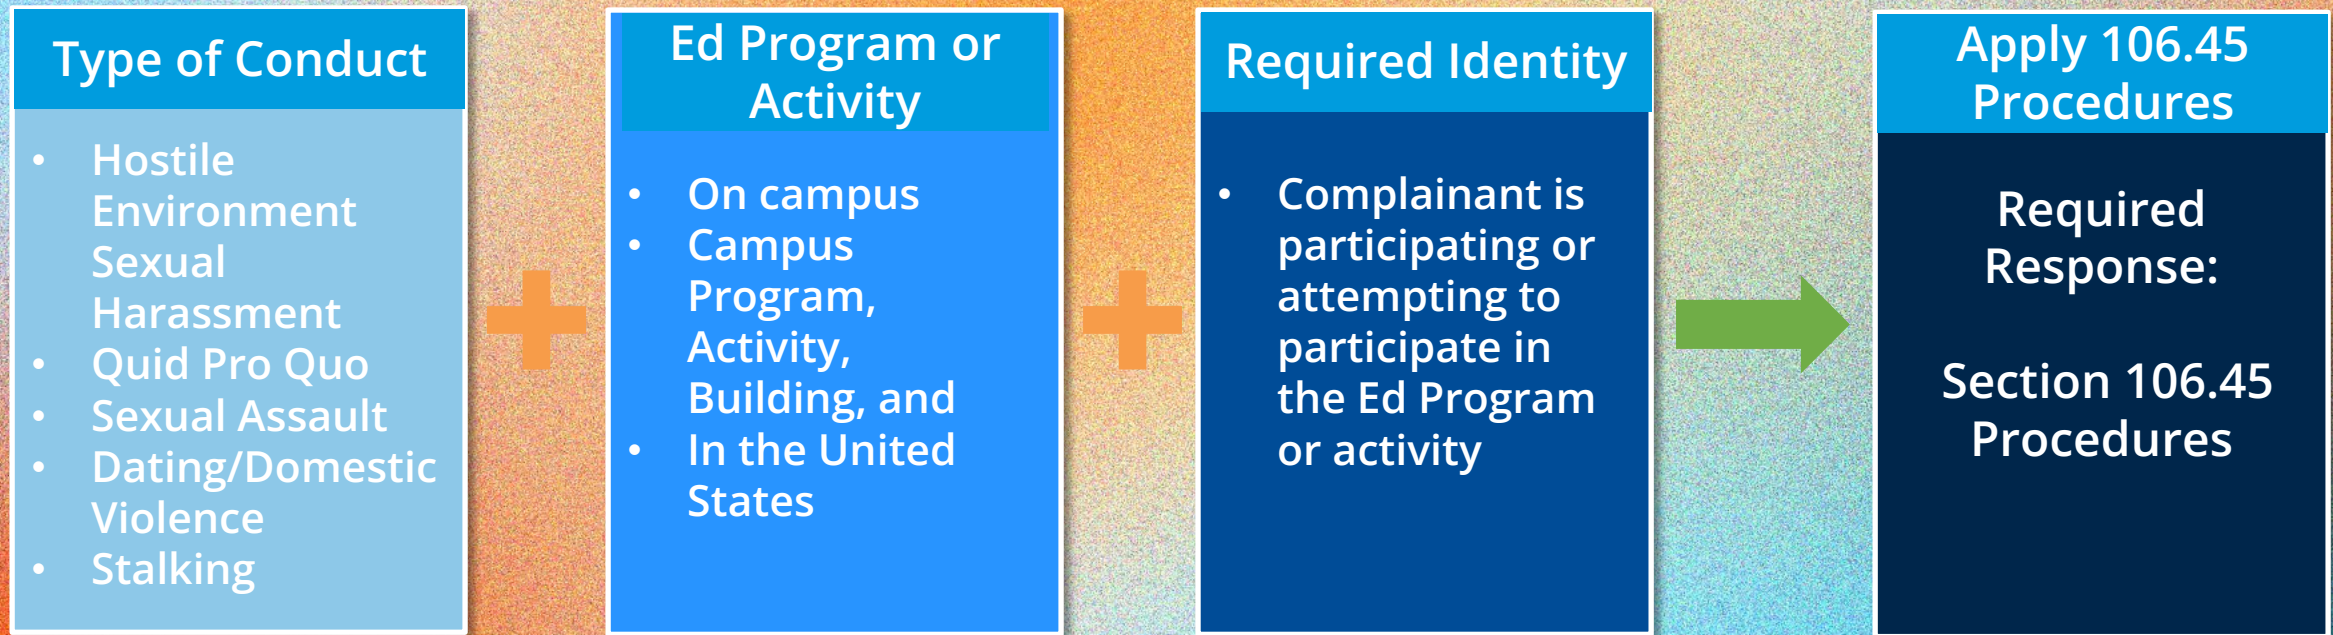 Type of Conduct
• Hostile
Environment
Sexual
Harassment
• Quid Pro Quo
• Sexual Assault
• Dating/Domestic
Violence
• Stalking
Ed Program or
Activity
• On campus
• Campus
Program,
Activity,
Building, and
• In the United
States
Required Identity
• Complainant is
participating or
attempting to
participate in
the Ed Program
or activity
Apply 106.45
Procedures
Required
Response:
Section 106.45
Procedures